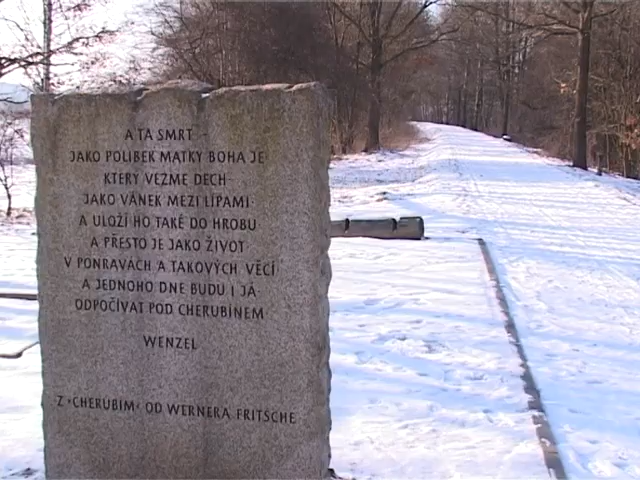 A TA SMRT -
JAKO POLIBEK MATKY BOHA JE
KTERÝ VEZME DECH
JAKO VÁNEK MEZI LÍPAMI
A ULOŽÍ HO TAKÉ DO HROBU
A PŘESTO JE JAKO ŽIVOT
V PONRAVÁCH A TAKOVÝCH VĚCÍ
A JEDNOHO DNE BUDU I JÁ
ODPOČÍVAT POD CHERUBÍNEM
WENZEL
Z "CHERUBIM" OD WERNERA FRITSCHE